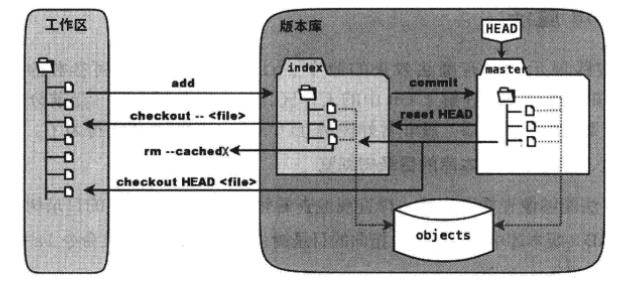 工作区
版本库
HEAD
index
master
add
commit
checkout -- <file>
reset HEAD
rm --cached
checkout HEAD <file>
objects